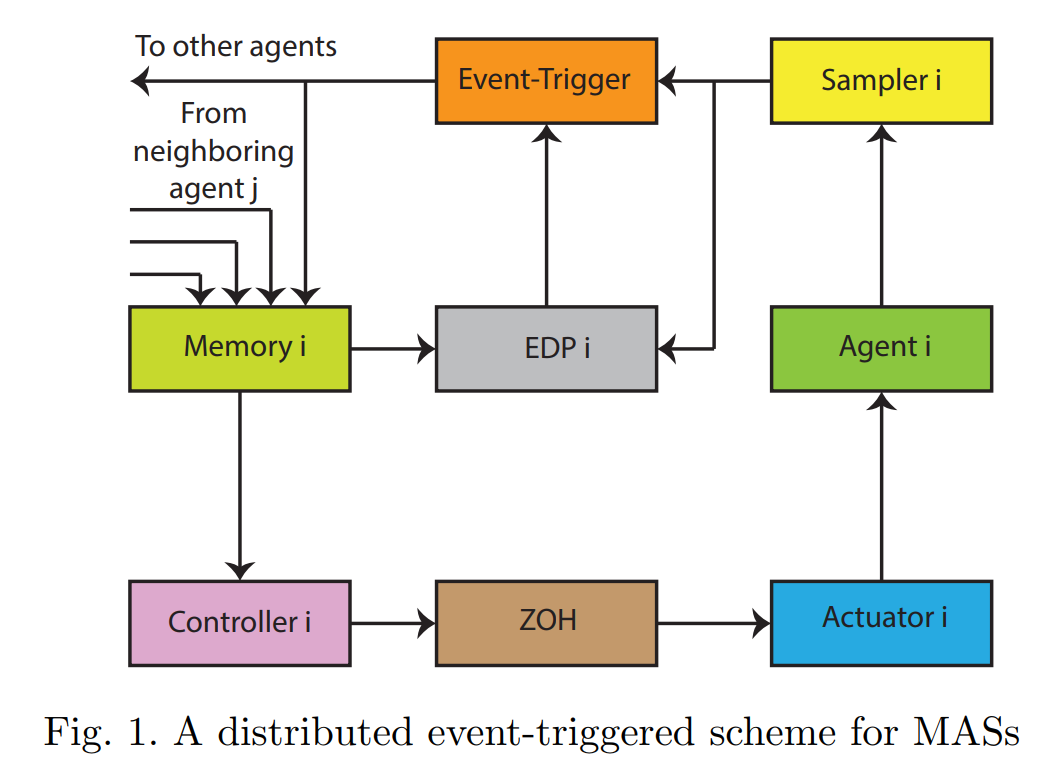 To other agents
Event-Trigger
Sampler i
From
neighboring
agent j
Memory i
EDP i
Agent i
Controller i
ZOH
Actuator i
Fig. 1. A distributed event-triggered scheme for MASs